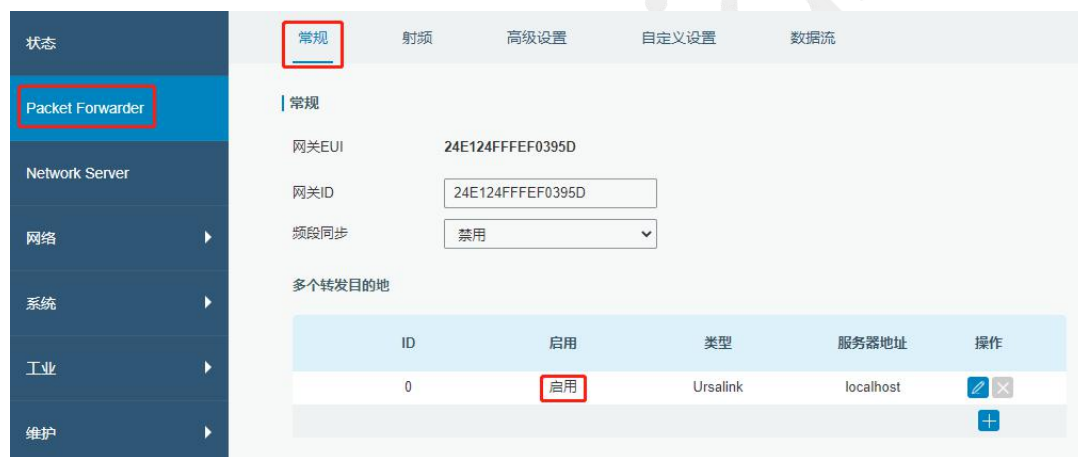 状态
Packet Forwarder
Network Server
网络
系统
工业
维护
常规 射频 高级设置 自定义设置 数据流
常规
网关EUI 24E124FFFEF0395D
网关ID 24E124FFFEF0395D
频段同步 禁用
多个转发目的地
ID 启用 类型 服务器地址 操作
0 启用 Ursalink localhost